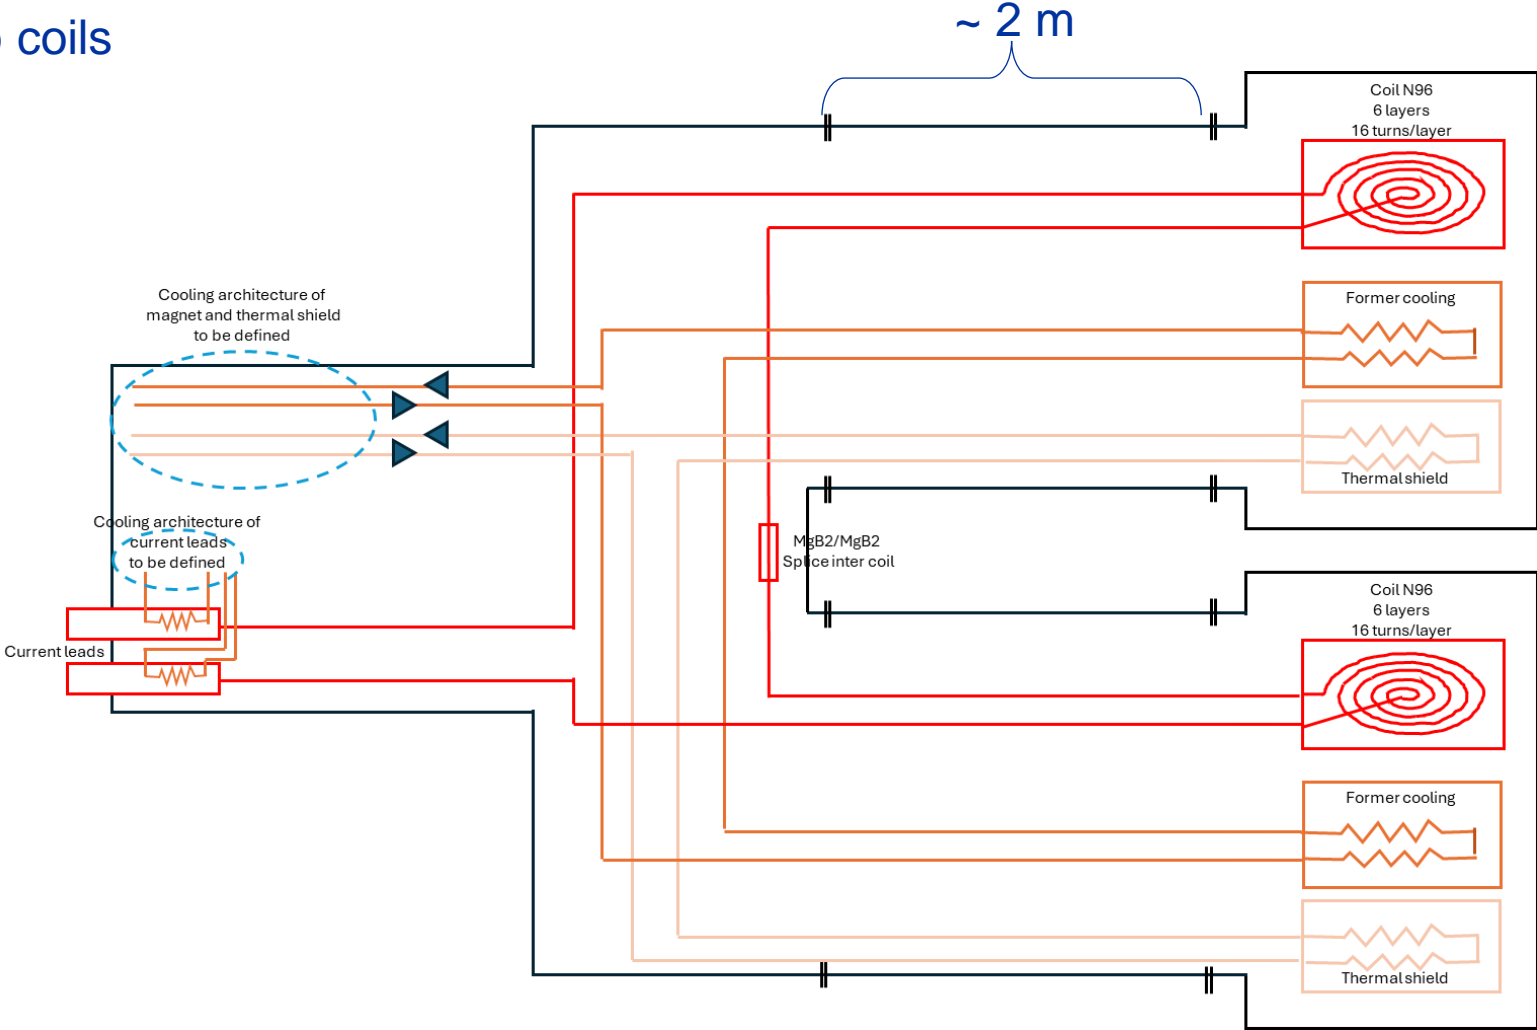 coils
~ 2 m
Coil N96
6 layers
16 turns/layer
Cooling architecture of
magnet and thermal shield
to be defined
Former cooling
Thermal shield
Cooling architecture of
current leads
to be defined
MgB2/MgB2
Splice inter coil
Current leads
Coil N96
6 layers
16 turns/layer
Former cooling
Thermal shield